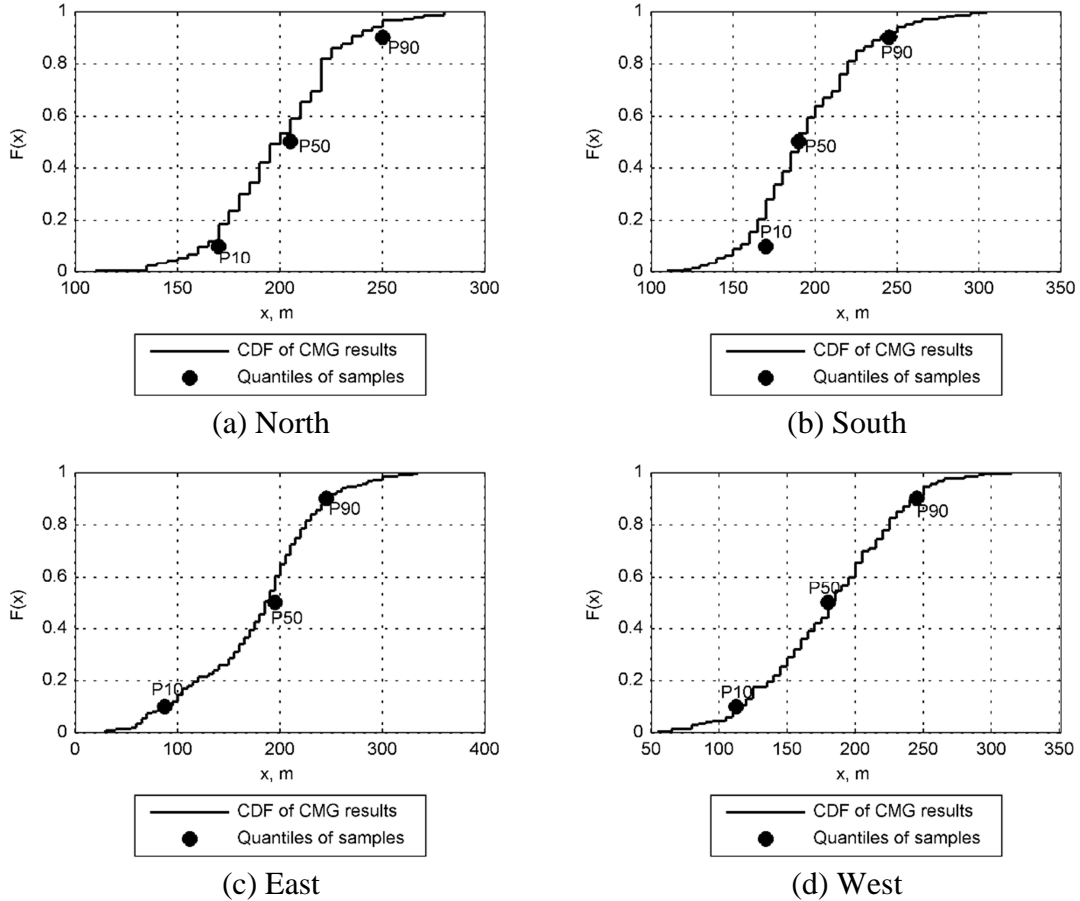 1
0.8
0.6
0.4
0.2
0
F(x)
P90
P50
P10
100 150 200 250 300
x, m
CDF of CMG results
Quantiles of samples
(a) North
1
0.8
0.6
0.4
0.2
0
F(x)
P90
P50
P10
100 150 200 250 300 350
x, m
CDF of CMG results
Quantiles of samples
(b) South
1
0.8
0.6
0.4
0.2
0
F(x)
P90
P50
P10
0 100 200 300 400
x, m
CDF of CMG results
Quantiles of samples
(c) East
1
0.8
0.6
0.4
0.2
0
F(x)
P90
P50
P10
50 100 150 200 250 300 350
x, m
CDF of CMG results
Quantiles of samples
(d) West